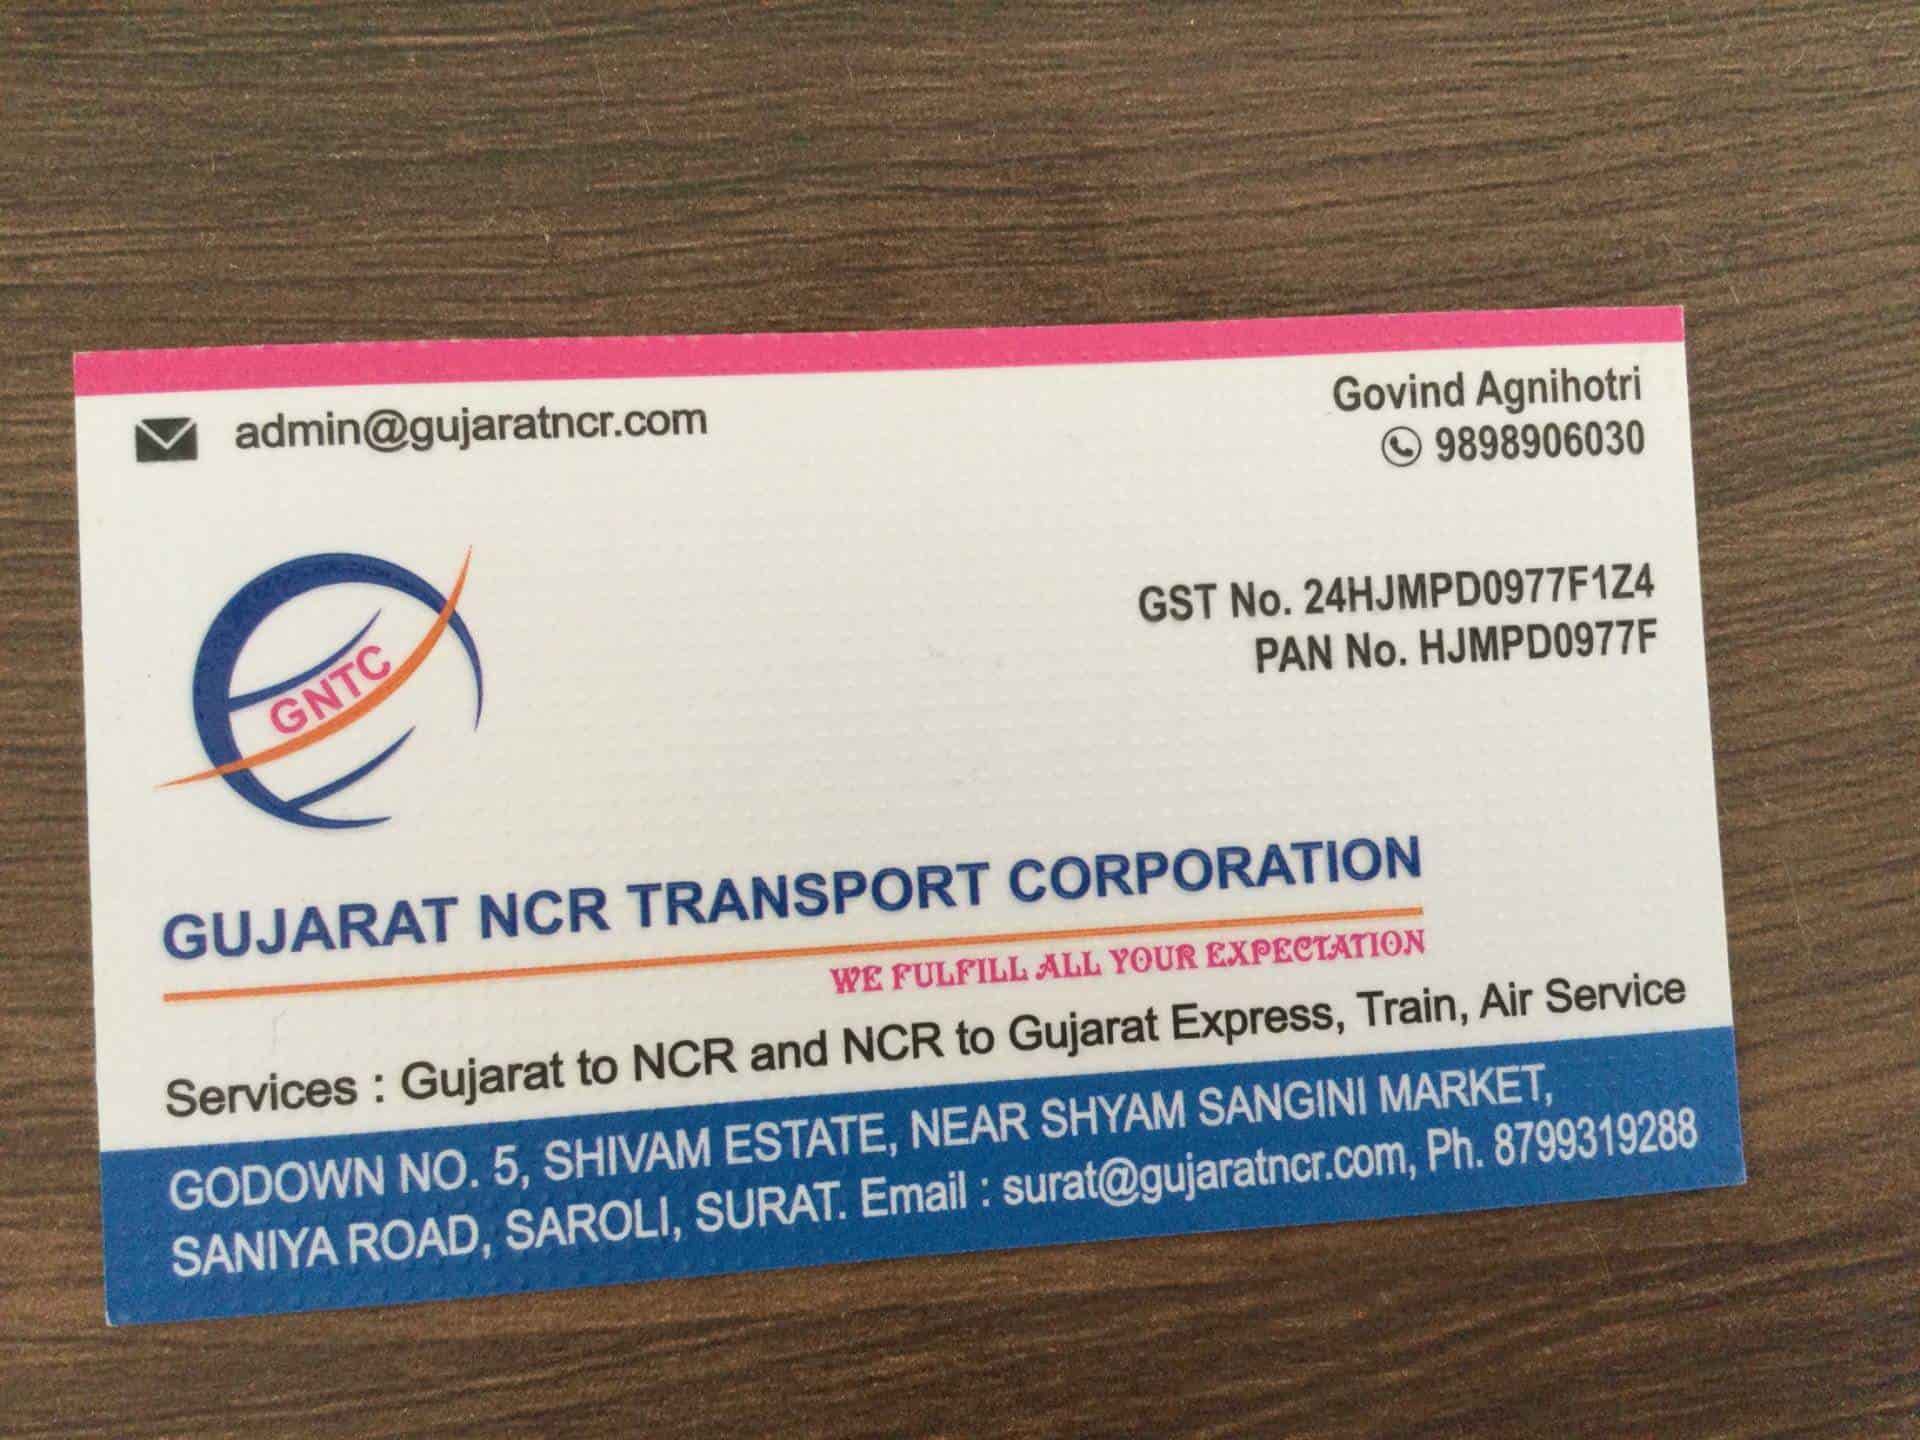 admin@gujaratncr.com
Govind Agnihotri
9898906030
GST No. 24HJMPD0977F1Z4
PAN No. HJMPD0977F
GNTC
GUJARAT NCR TRANSPORT CORPORATION
WE FULFILL ALL YOUR EXPECTATION
Services : Gujarat to NCR and NCR to Gujarat Express, Train, Air Service
GODOWN NO. 5, SHIVAM ESTATE, NEAR SHYAM SANGINI MARKET,
SANIYA ROAD, SAROLI, SURAT. Email : surat@gujaratncr.com, Ph. 8799319288